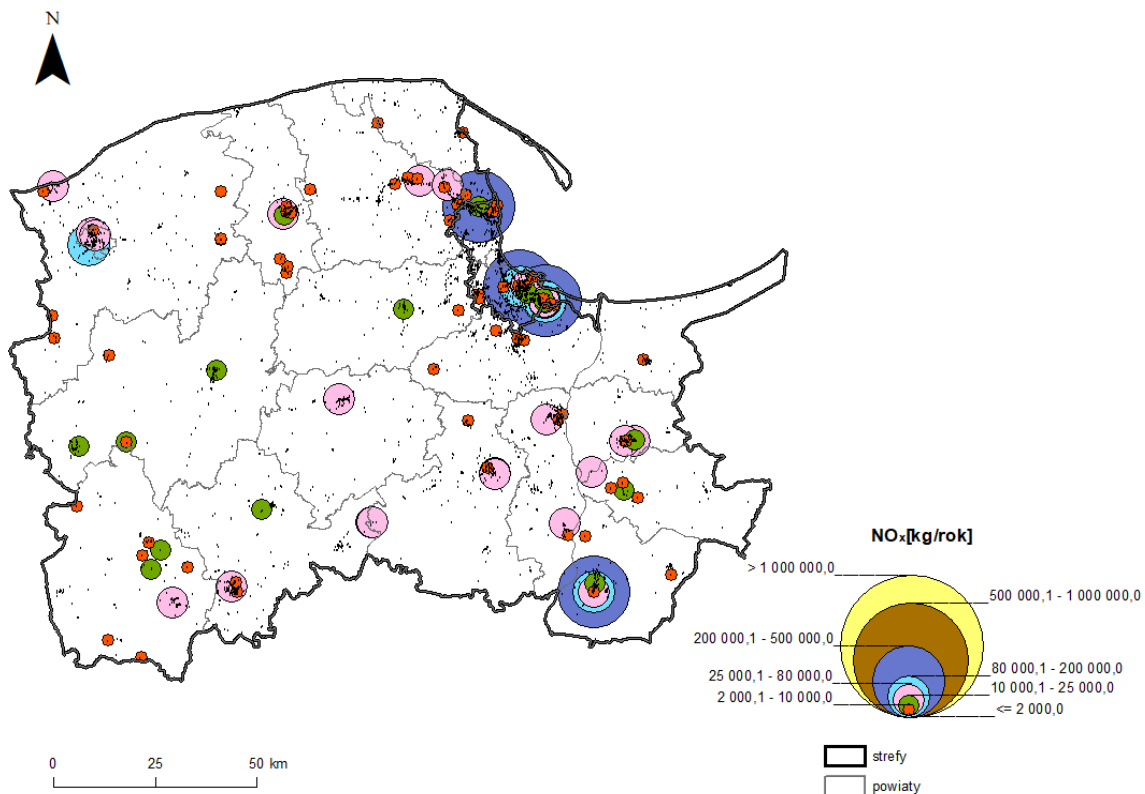 N
NOₓ[kg/rok]
> 1 000 000,0
500 000,1 - 1 000 000,0
200 000,1 - 500 000,0
80 000,1 - 200 000,0
25 000,1 - 80 000,0
10 000,1 - 25 000,0
2 000,1 - 10 000,0
<= 2 000,0
0 25 50 km
strefy
powiaty